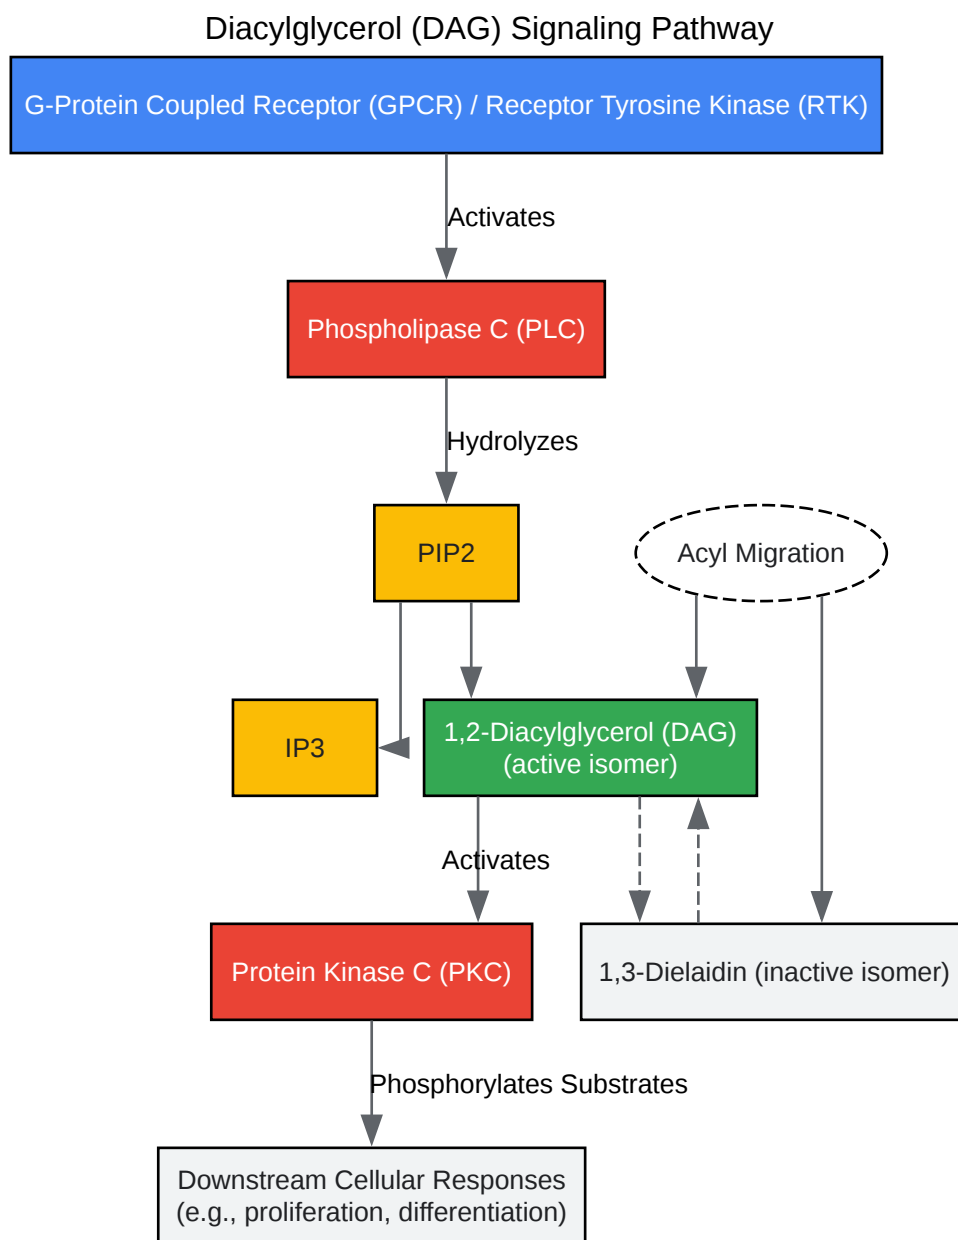 Diacylglycerol (DAG) Signaling Pathway
G-Protein Coupled Receptor (GPCR) / Receptor Tyrosine Kinase (RTK)
Activates
Phospholipase C (PLC)
Hydrolyzes
PIP2
Acyl Migration
IP3
1,2-Diacylglycerol (DAG)
(active isomer)
Activates
Protein Kinase C (PKC)
1,3-Dielaidin (inactive isomer)
Phosphorylates Substrates
Downstream Cellular Responses
(e.g., proliferation, differentiation)